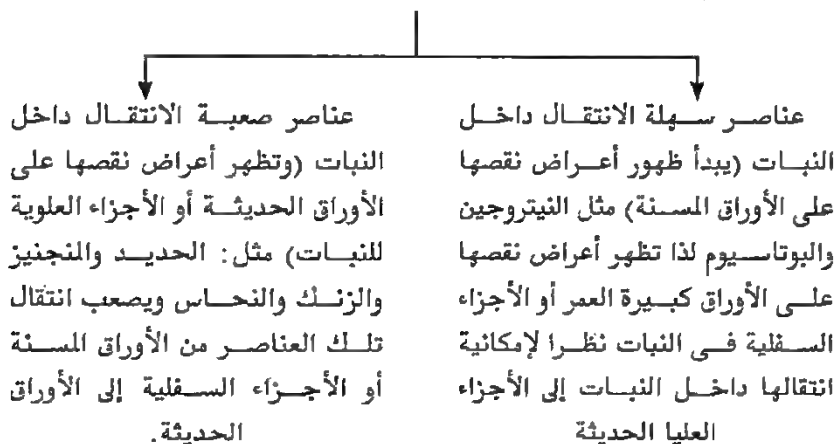 عناصر سهلة الانتقال داخل
النبات (يبدأ ظهور أعراض نقصها
على الأوراق المسنة) مثل النيتروجين
والبوتاسيوم لذا تظهر أعراض نقصها
على الأوراق كبيرة العمر أو الأجزاء
السفلية فى النبات نظرا لإمكانية
انتقالها داخل النبات إلى الأجزاء
العليا الحديثة
عناصر صعبة الانتقال داخل
النبات (وتظهر أعراض نقصها على
الأوراق الحديثة أو الأجزاء العلوية
للنبات) مثل: الحديد والمنجنيز
والزنك والنحاس ويصعب انتقال
تلك العناصر من الأوراق المسنة
أو الأجزاء السفلية إلى الأوراق
الحديثة.